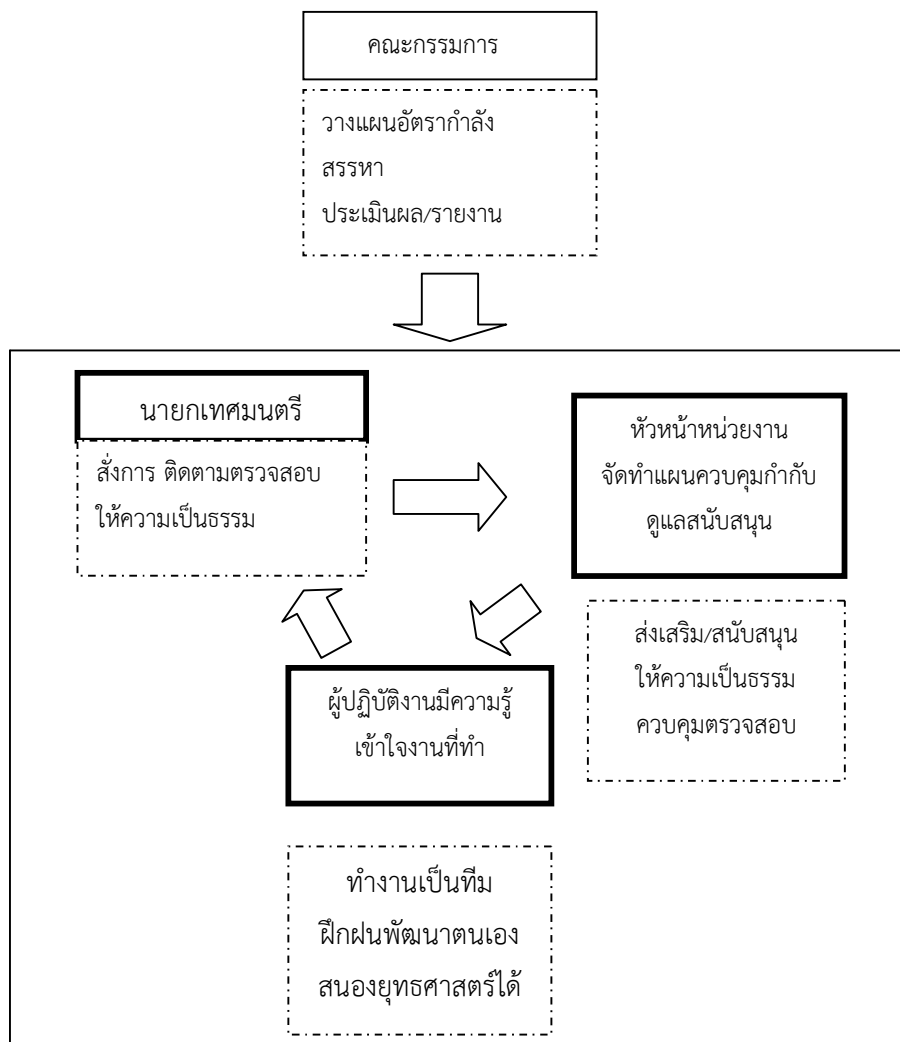 คณะกรรมการ
วางแผนอัตรากำลัง
สรรหา
ประเมินผล/รายงาน
นายกเทศมนตรี
สั่งการ ติดตามตรวจสอบ
ให้ความเป็นธรรม
หัวหน้าหน่วยงาน
จัดทำแผนควบคุมกำกับ
ดูแลสนับสนุน
ส่งเสริม/สนับสนุน
ให้ความเป็นธรรม
ควบคุมตรวจสอบ
ผู้ปฏิบัติงานมีความรู้
เข้าใจงานที่ทำ
ทำงานเป็นทีม
ฝึกฝนพัฒนาตนเอง
สนองยุทธศาสตร์ได้